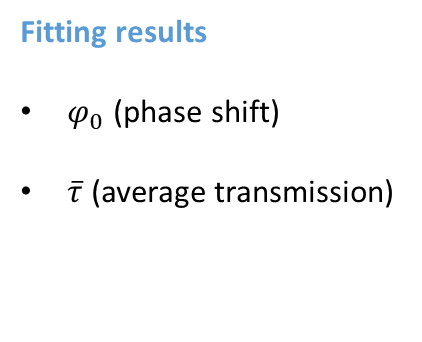 Fitting results
• φ₀ (phase shift)
• τ̄ (average transmission)